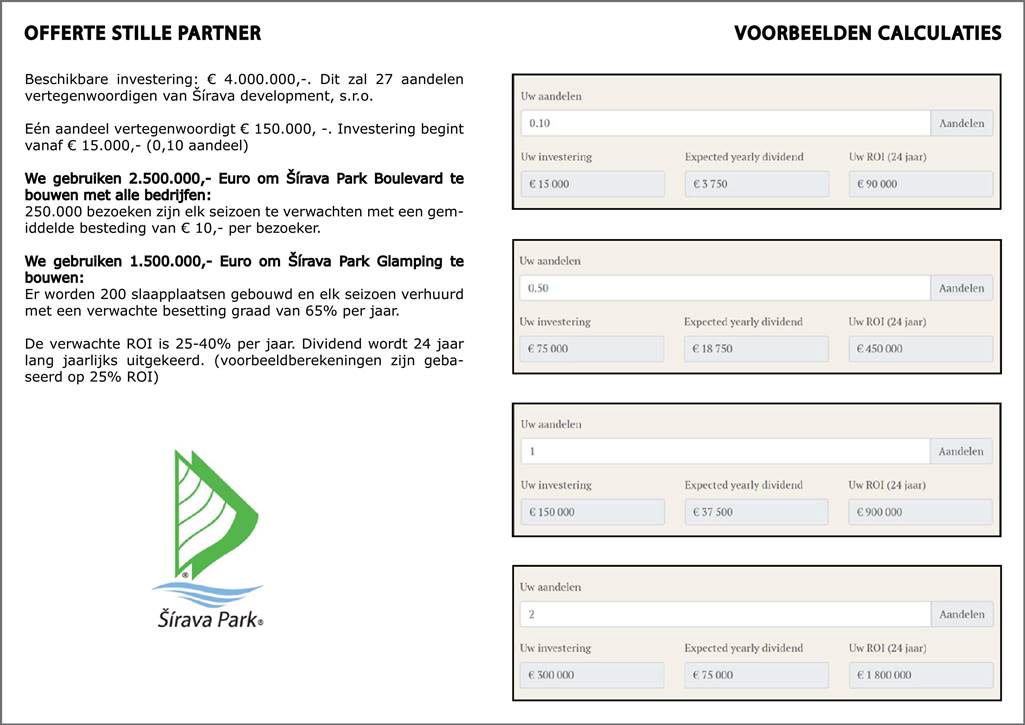 OFFERTE STILLE PARTNER
Beschikbare investering: € 4.000.000,-. Dit zal 27 aandelen
vertegenwoordigen van Šírava development, s.r.o.
Eén aandeel vertegenwoordigt € 150.000, -. Investering begint
vanaf € 15.000,- (0,10 aandeel)
We gebruiken 2.500.000,- Euro om Šírava Park Boulevard te
bouwen met alle bedrijfen:
250.000 bezoeken zijn elk seizoen te verwachten met een gem-
iddelde besteding van € 10,- per bezoeker.
We gebruiken 1.500.000,- Euro om Šírava Park Glamping te
bouwen:
Er worden 200 slaapplaatsen gebouwd en elk seizoen verhuurd
met een verwachte besetting graad van 65% per jaar.
De verwachte ROI is 25-40% per jaar. Dividend wordt 24 jaar
lang jaarlijks uitgekeerd. (voorbeeldberekeningen zijn geba-
seerd op 25% ROI)
®
Šírava Park®
VOORBEELDEN CALCULATIES
Uw aandelen
0,10 Aandelen
Uw investering Expected yearly dividend Uw ROI (24 jaar)
€ 15 000 € 3 750 € 90 000
Uw aandelen
0,50 Aandelen
Uw investering Expected yearly dividend Uw ROI (24 jaar)
€ 75 000 € 18 750 € 450 000
Uw aandelen
1 Aandelen
Uw investering Expected yearly dividend Uw ROI (24 jaar)
€ 150 000 € 37 500 € 900 000
Uw aandelen
2 Aandelen
Uw investering Expected yearly dividend Uw ROI (24 jaar)
€ 300 000 € 75 000 € 1 800 000